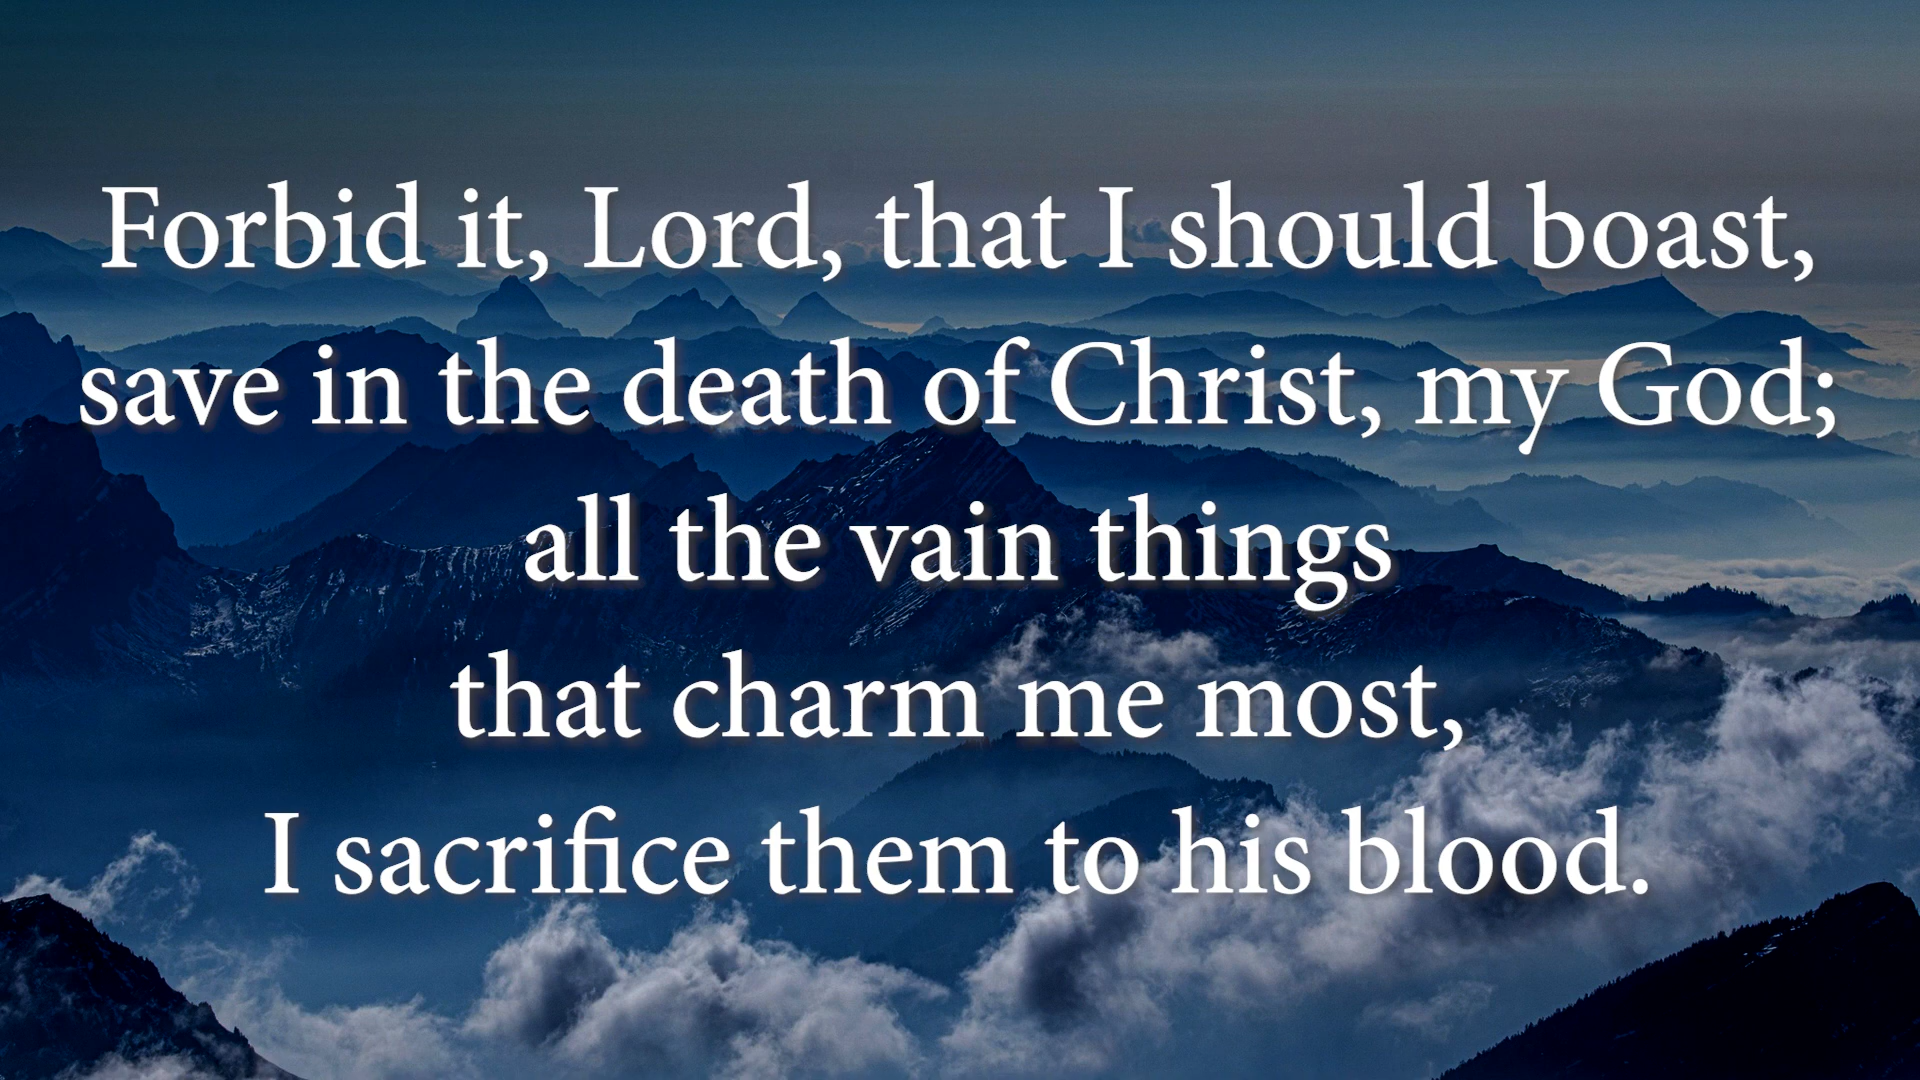 Forbid it, Lord, that I should boast,
save in the death of Christ, my God;
all the vain things
that charm me most,
I sacrifice them to his blood.